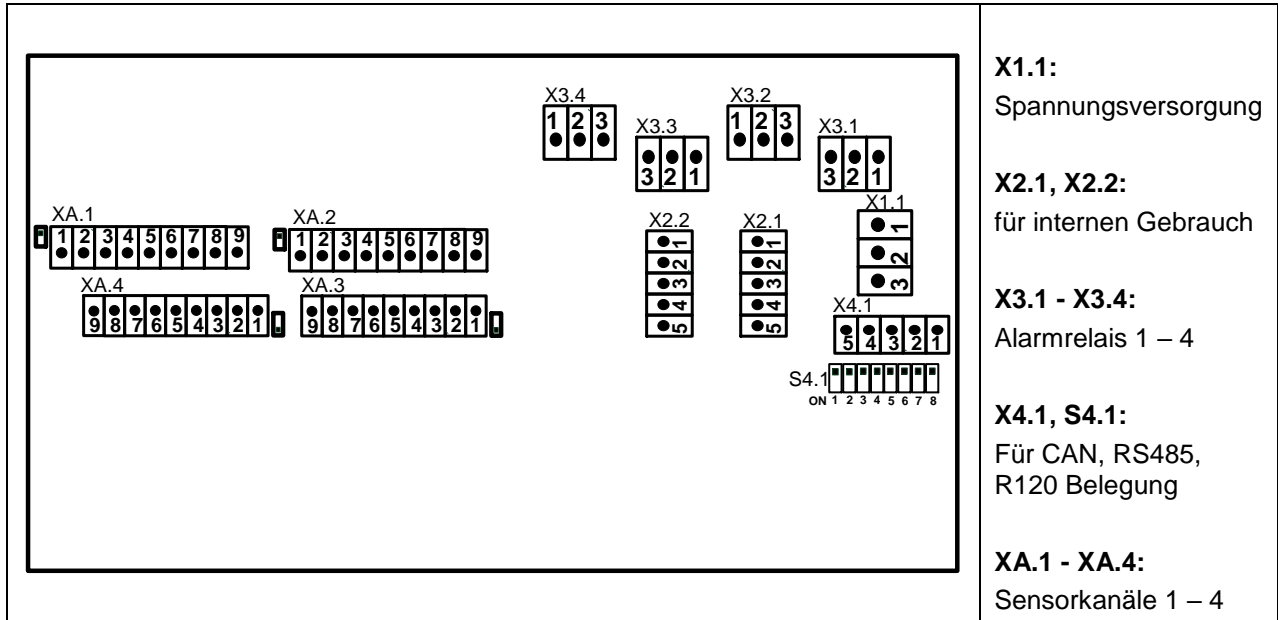 X3.4
1 2 3
X3.3
3 2 1
X3.2
1 2 3
X3.1
3 2 1
XA.1
1 2 3 4 5 6 7 8 9
XA.2
1 2 3 4 5 6 7 8 9
X2.2
1
2
3
4
5
X2.1
1
2
3
4
5
X1.1
1
2
3
XA.4
9 8 7 6 5 4 3 2 1
XA.3
9 8 7 6 5 4 3 2 1
X4.1
5 4 3 2 1
S4.1
ON 1 2 3 4 5 6 7 8
X1.1:
Spannungsversorgung
X2.1, X2.2:
für internen Gebrauch
X3.1 - X3.4:
Alarmrelais 1 – 4
X4.1, S4.1:
Für CAN, RS485,
R120 Belegung
XA.1 - XA.4:
Sensorkanäle 1 – 4